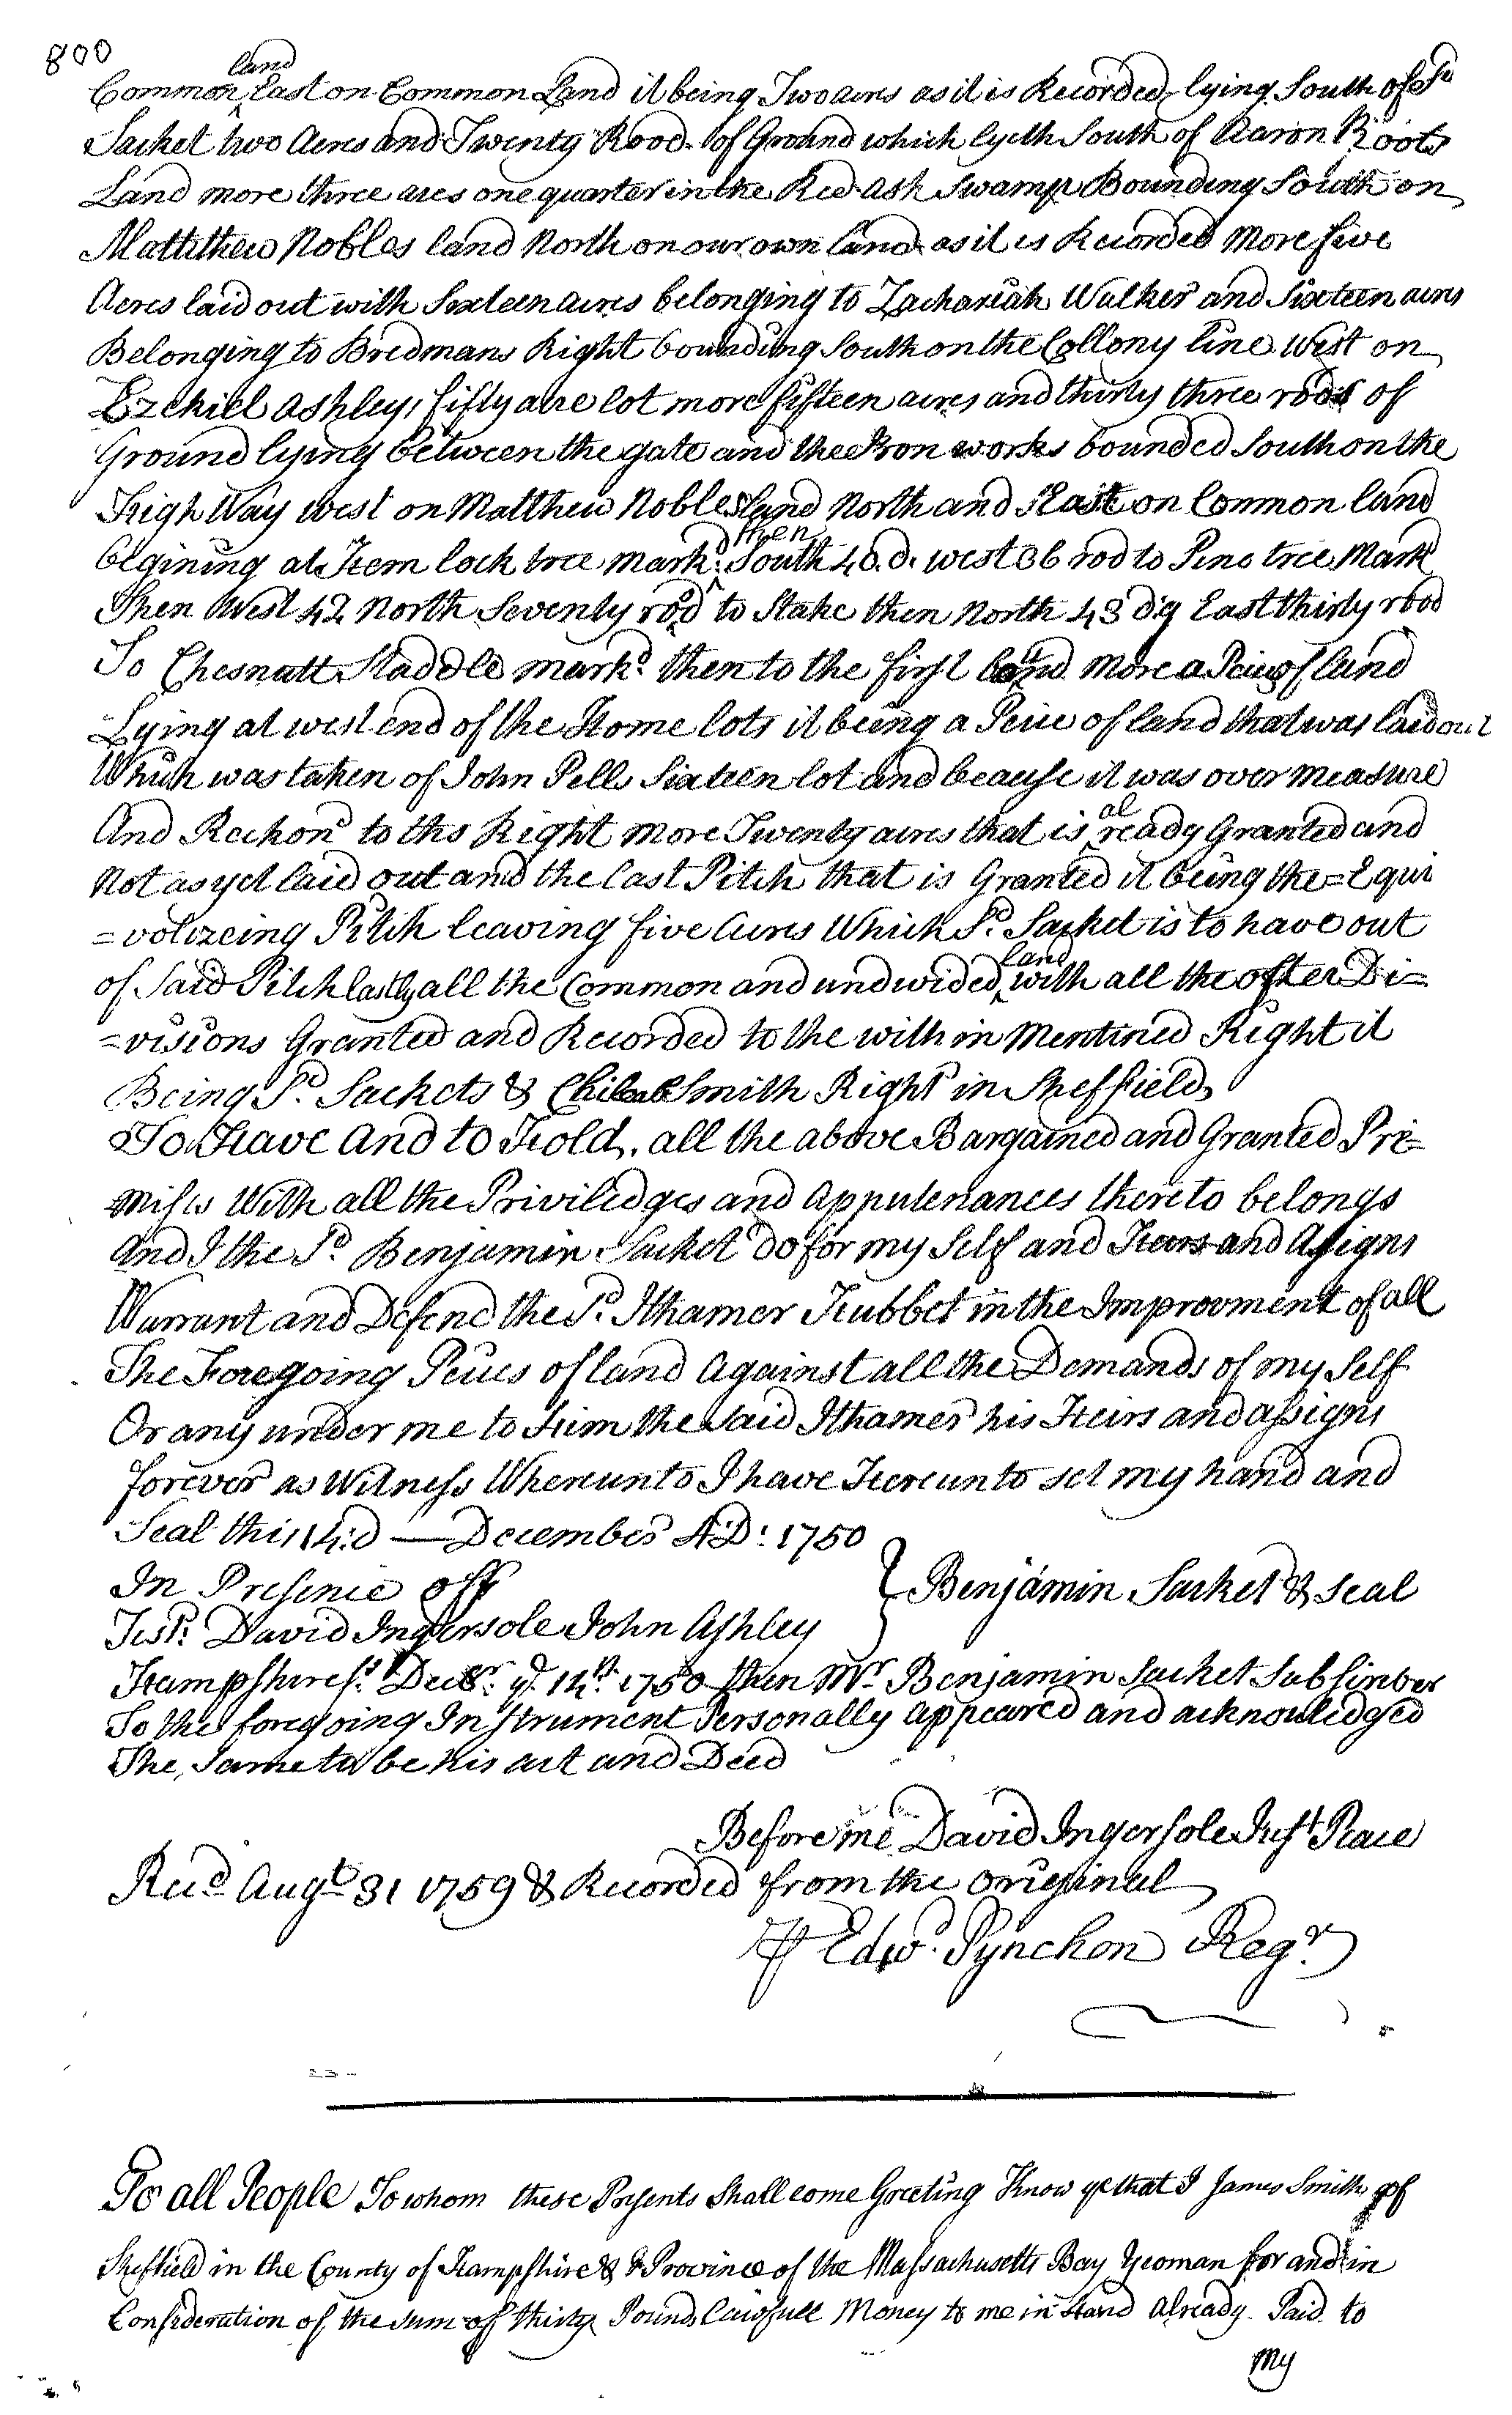 800
Common ^land East on Common Land it being Two acres as it is Recorded lying South of sd
Sacket two Acres and Twenty Rood of Ground which lyeth South of Aaron Roots
Land more three acres one quarter in the Red Ash Swamp Bounding South on
Mattithew Nobles land North on our own land as it is Recorded More five
Acres laid out with Sixteen acres belonging to Zachariah Walker and Sixteen acres
Belonging to Bredmans Right bounding South on the Collony line West on
Ezekiel Ashleys fifty acre lot more fifteen acres and thirty three rods of
Ground lying between the gate and the Iron works bounded South on the
High Way West on Matthew Nobles land North and East on Common land
begining at Hem lock tree markd ^then South 40.d. west 36 rod to Pine tree Mark
Then West 42 North Seventy rod to Stake then North 43 dg East thirty rood
To Chesnutt Staddle markd then to the first bound more a Peice of land
Lying at west end of the Home lots it being a Peice of land that was laid out
Which was taken of John Pells Sixteen lot and because it was over measure
And Reckond to this Right more Twenty acres that is ^al ready Granted and
Not as yet laid out and the last Pitch that is Granted it being the =Equi
=volizeing Pitch leaving five Acres Which Sd Sacket is to have out
of Said Pitch lastly all the Common and undwided ^land with all the after Di=
=visions Granted and Recorded to the with in Mentined Right it
Being Sd Sackets & Chileab Smith Right in Sheffield
To Have And to Hold, all the above Bargained and Granted Pre=
mises With all the Priviledges and apputenances thereto belongs
And I the Sd Benjamin Sacket do for my Self and Heirs and Assigns
Warrant and Defend the Sd Ithamer Hubbet in the Improvment of all
The Foregoing Peices of land Against all the Demands of my Self
Or any under me to Him the Said Ithamer his Heirs and assigns
forever as Witness Whereunto I have Hereunto set my hand and
Seal this 14:d — December A:D: 1750
In Presence off
} Benjamin Sacket & seal
Test: David Ingersole John Ashley
Hampshire ss. Decr. ye 14th. 1750 then Mr Benjamin Sacket Subsinber
To the foregoing Instrument Personally appeared and acknowledged
The, Same to be his act and Deed
Before me David Ingersole Just Peace
Recd Augt 31 1759 & Recorded from the original
⅌ Edwd. Pynchon Regr.
To all People To whom these Presents Shall come Greeting Know ye that I James Smith of
Sheffield in the County of Hampshire & Province of the Massachusetts Bay Yeoman for and in
Consideration of the sum of thirty Pounds Lawfull Money to me in Hand Already Paid to
My